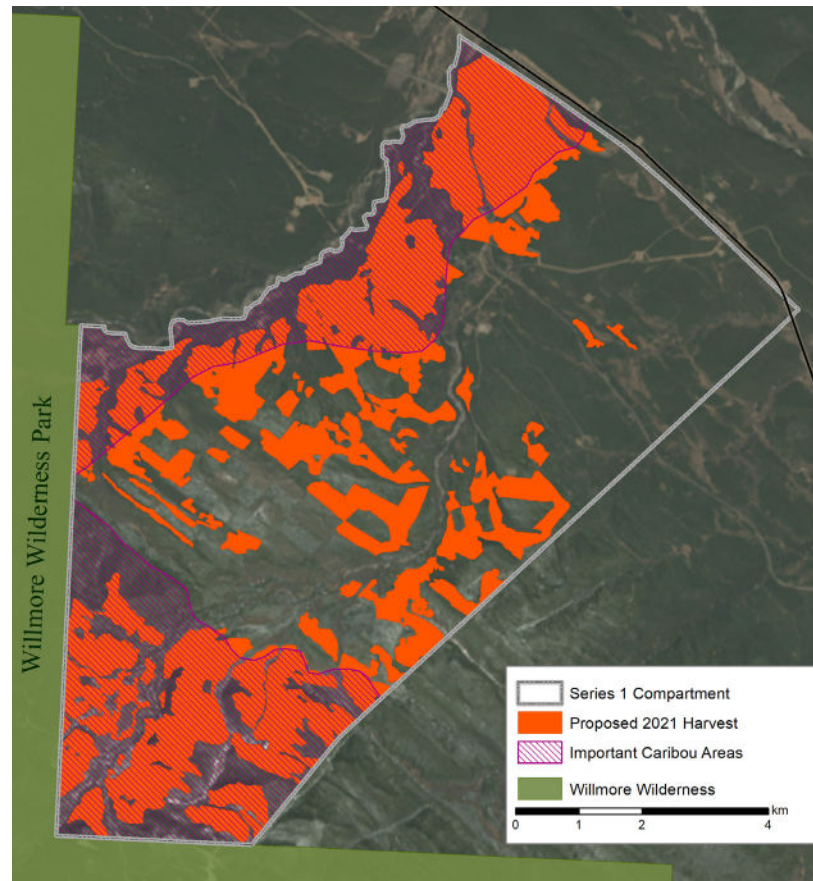 Willmore Wilderness Park
Series 1 Compartment
Proposed 2021 Harvest
Important Caribou Areas
Willmore Wilderness
km
0 1 2 4